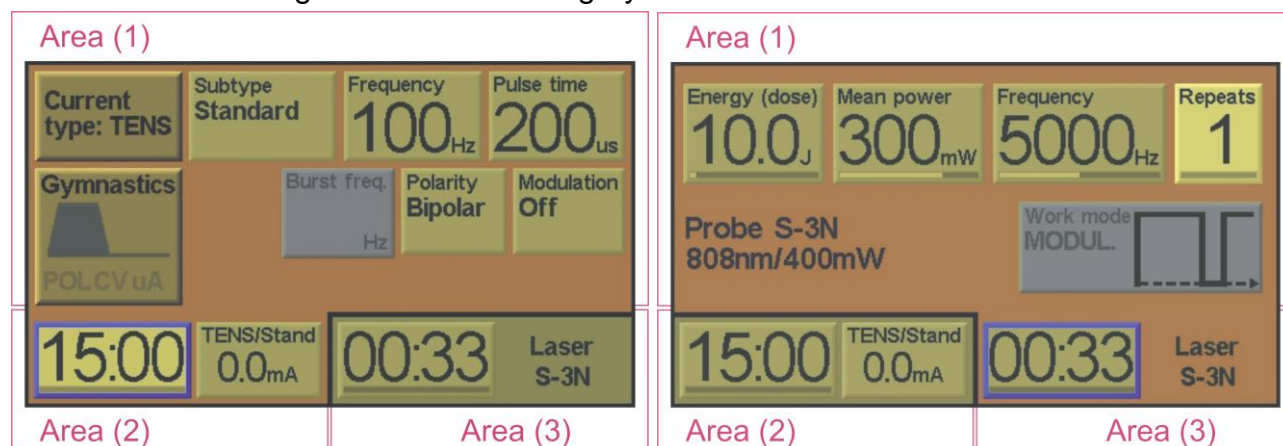 Area (1)
Current
type: TENS
Subtype
Standard
Frequency
100Hz
Pulse time
200us
Gymnastics
POL CV uA
Burst freq.
Hz
Polarity
Bipolar
Modulation
Off
15:00
TENS/Stand
0.0mA
00:33
Laser
S-3N
Area (2)
Area (3)
Area (1)
Energy (dose)
10.0J
Mean power
300mW
Frequency
5000Hz
Repeats
1
Probe S-3N
808nm/400mW
Work mode
MODUL.
15:00
TENS/Stand
0.0mA
00:33
Laser
S-3N
Area (2)
Area (3)